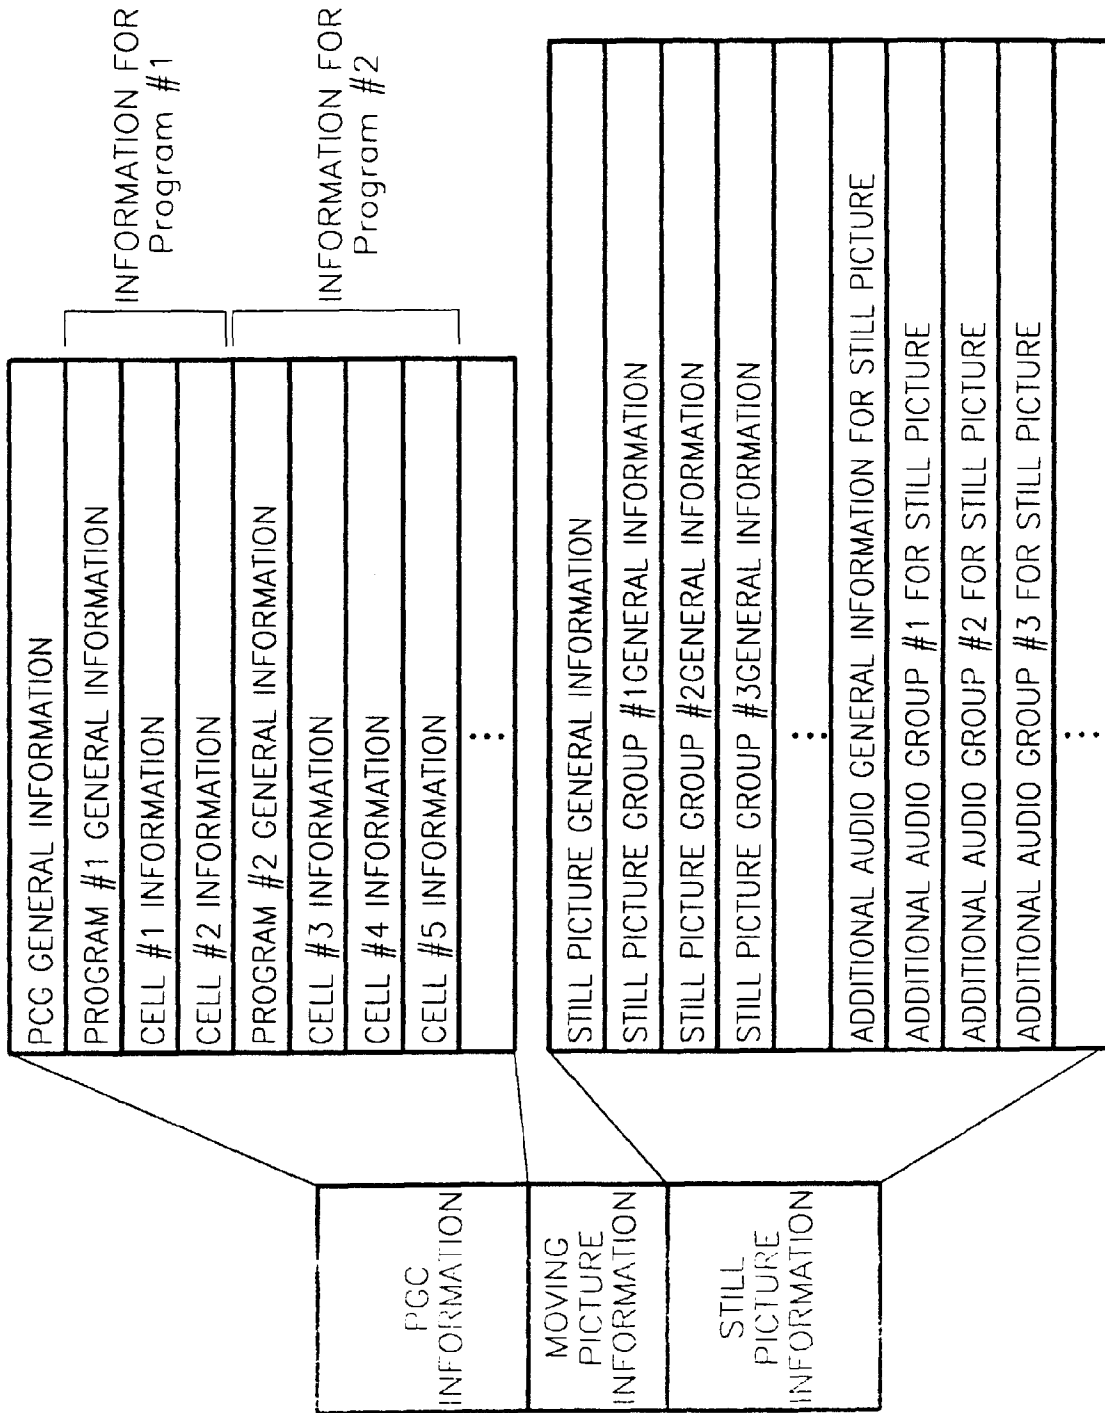 PGC
INFORMATION
MOVING
PICTURE
INFORMATION
STILL
PICTURE
INFORMATION
PCG GENERAL INFORMATION
PROGRAM #1 GENERAL INFORMATION
CELL #1 INFORMATION
CELL #2 INFORMATION
PROGRAM #2 GENERAL INFORMATION
CELL #3 INFORMATION
CELL #4 INFORMATION
CELL #5 INFORMATION
⋮
INFORMATION FOR
Program #1
INFORMATION FOR
Program #2
STILL PICTURE GENERAL INFORMATION
STILL PICTURE GROUP #1GENERAL INFORMATION
STILL PICTURE GROUP #2GENERAL INFORMATION
STILL PICTURE GROUP #3GENERAL INFORMATION
⋮
ADDITIONAL AUDIO GENERAL INFORMATION FOR STILL PICTURE
ADDITIONAL AUDIO GROUP #1 FOR STILL PICTURE
ADDITIONAL AUDIO GROUP #2 FOR STILL PICTURE
ADDITIONAL AUDIO GROUP #3 FOR STILL PICTURE
⋮